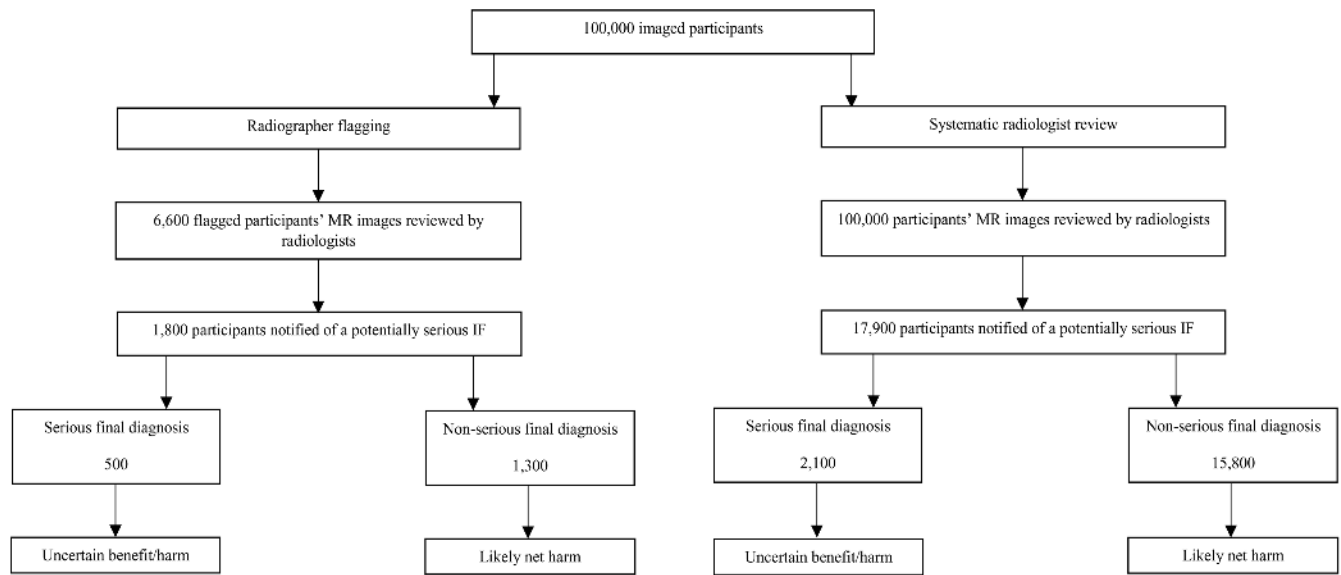 100,000 imaged participants
Radiographer flagging
Systematic radiologist review
6,600 flagged participants’ MR images reviewed by
radiologists
100,000 participants’ MR images reviewed by radiologists
1,800 participants notified of a potentially serious IF
17,900 participants notified of a potentially serious IF
Serious final diagnosis
500
Non-serious final diagnosis
1,300
Serious final diagnosis
2,100
Non-serious final diagnosis
15,800
Uncertain benefit/harm
Likely net harm
Uncertain benefit/harm
Likely net harm